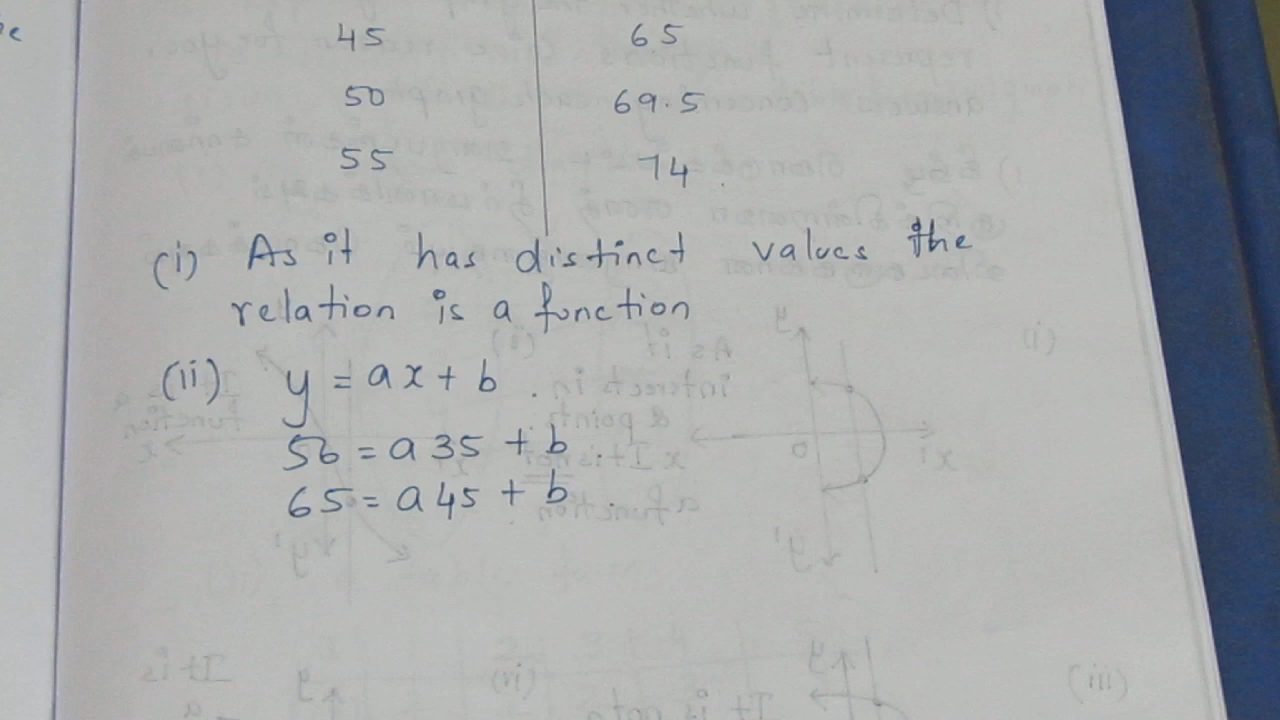 45 65
50 69.5
55 74
(i) As it has distinct values the
relation is a function
(ii) y = ax + b.
56 = a 35 + b.
65 = a 45 + b.